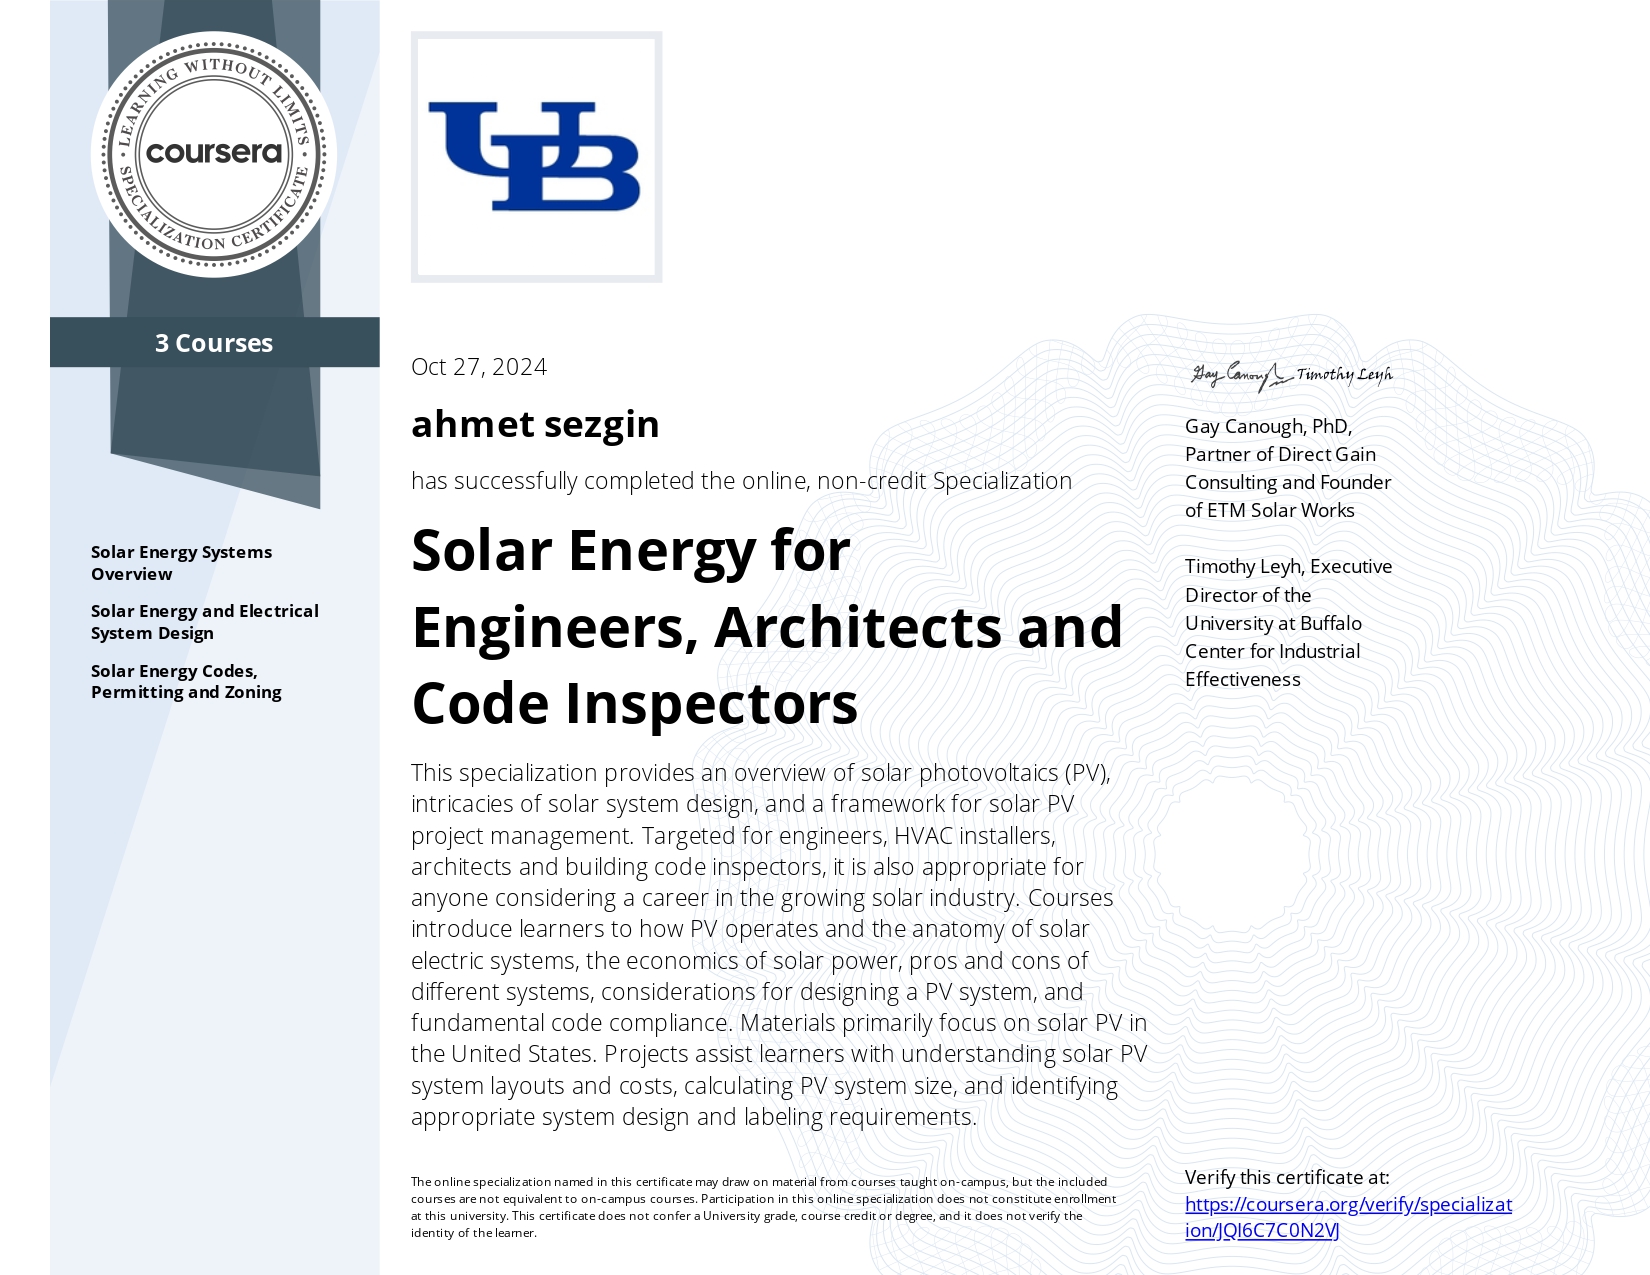 LEARNING WITHOUT LIMITS
coursera
SPECIALIZATION CERTIFICATE
3 Courses
Solar Energy Systems
Overview
Solar Energy and Electrical
System Design
Solar Energy Codes,
Permitting and Zoning
UB
Oct 27, 2024
ahmet sezgin
has successfully completed the online, non-credit Specialization
Solar Energy for
Engineers, Architects and
Code Inspectors
This specialization provides an overview of solar photovoltaics (PV),
intricacies of solar system design, and a framework for solar PV
project management. Targeted for engineers, HVAC installers,
architects and building code inspectors, it is also appropriate for
anyone considering a career in the growing solar industry. Courses
introduce learners to how PV operates and the anatomy of solar
electric systems, the economics of solar power, pros and cons of
different systems, considerations for designing a PV system, and
fundamental code compliance. Materials primarily focus on solar PV in
the United States. Projects assist learners with understanding solar PV
system layouts and costs, calculating PV system size, and identifying
appropriate system design and labeling requirements.
The online specialization named in this certificate may draw on material from courses taught on-campus, but the included
courses are not equivalent to on-campus courses. Participation in this online specialization does not constitute enrollment
at this university. This certificate does not confer a University grade, course credit or degree, and it does not verify the
identity of the learner.
Gay Canough Timothy Leyh
Gay Canough, PhD,
Partner of Direct Gain
Consulting and Founder
of ETM Solar Works
Timothy Leyh, Executive
Director of the
University at Buffalo
Center for Industrial
Effectiveness
Verify this certificate at:
https://coursera.org/verify/specializat
ion/JQI6C7C0N2VJ